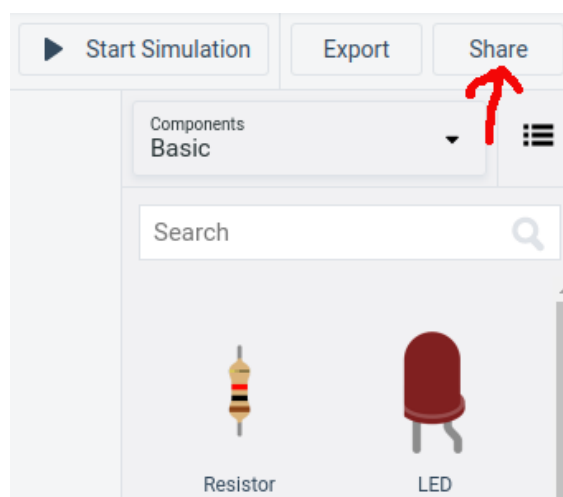 Start Simulation Export Share
Components
Basic
Search
Resistor LED